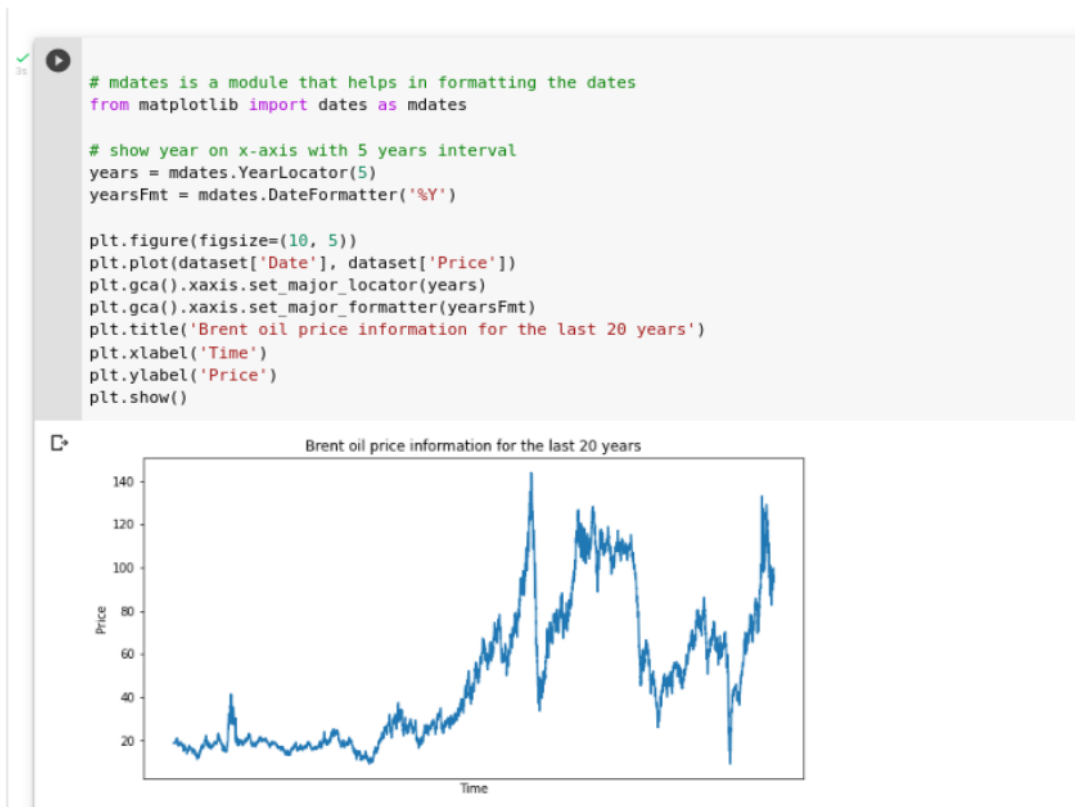 3s
# mdates is a module that helps in formatting the dates
from matplotlib import dates as mdates
# show year on x-axis with 5 years interval
years = mdates.YearLocator(5)
yearsFmt = mdates.DateFormatter('%Y')
plt.figure(figsize=(10, 5))
plt.plot(dataset['Date'], dataset['Price'])
plt.gca().xaxis.set_major_locator(years)
plt.gca().xaxis.set_major_formatter(yearsFmt)
plt.title('Brent oil price information for the last 20 years')
plt.xlabel('Time')
plt.ylabel('Price')
plt.show()
Brent oil price information for the last 20 years
140
120
100
80
60
40
20
Price
Time